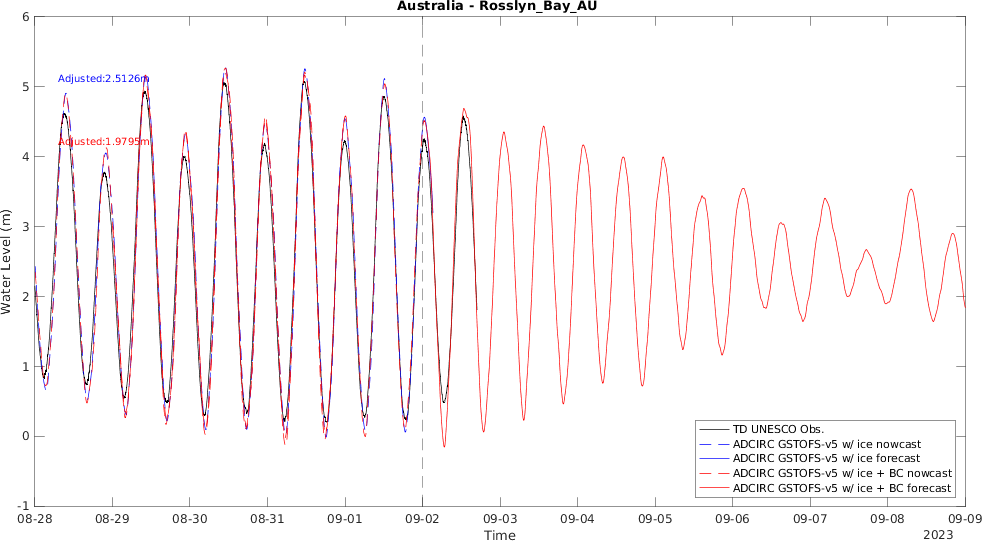 Australia - Rosslyn_Bay_AU
6
5
4
3
2
1
0
-1
Water Level (m)
Adjusted:2.5126m
Adjusted:1.9795m
TD UNESCO Obs.
ADCIRC GSTOFS-v5 w/ ice nowcast
ADCIRC GSTOFS-v5 w/ ice forecast
ADCIRC GSTOFS-v5 w/ ice + BC nowcast
ADCIRC GSTOFS-v5 w/ ice + BC forecast
08-28 08-29 08-30 08-31 09-01 09-02 09-03 09-04 09-05 09-06 09-07 09-08 09-09
Time
2023